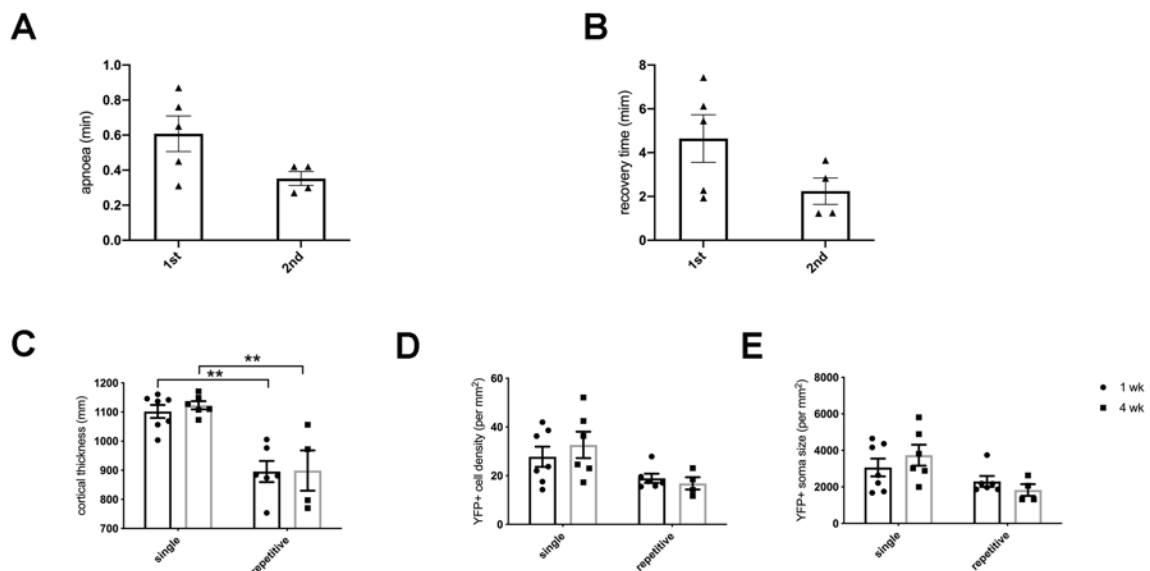 A
apnoea (min)
1.0
0.8
0.6
0.4
0.2
0.0
1st
2nd
B
recovery time (mim)
8
6
4
2
0
1st
2nd
C
cortical thickness (mm)
1200
1100
1000
900
800
700
**
**
single
repetitive
D
YFP+ cell density (per mm²)
60
40
20
0
single
repetitive
E
YFP+ soma size (per mm²)
8000
6000
4000
2000
0
single
repetitive
1 wk
4 wk